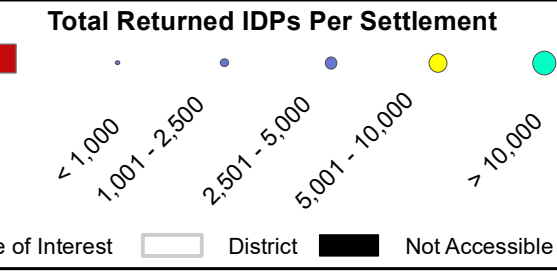 Total Returned IDPs Per Settlement
< 1,000
1,001 - 2,500
2,501 - 5,000
5,001 - 10,000
> 10,000
e of Interest District Not Accessible